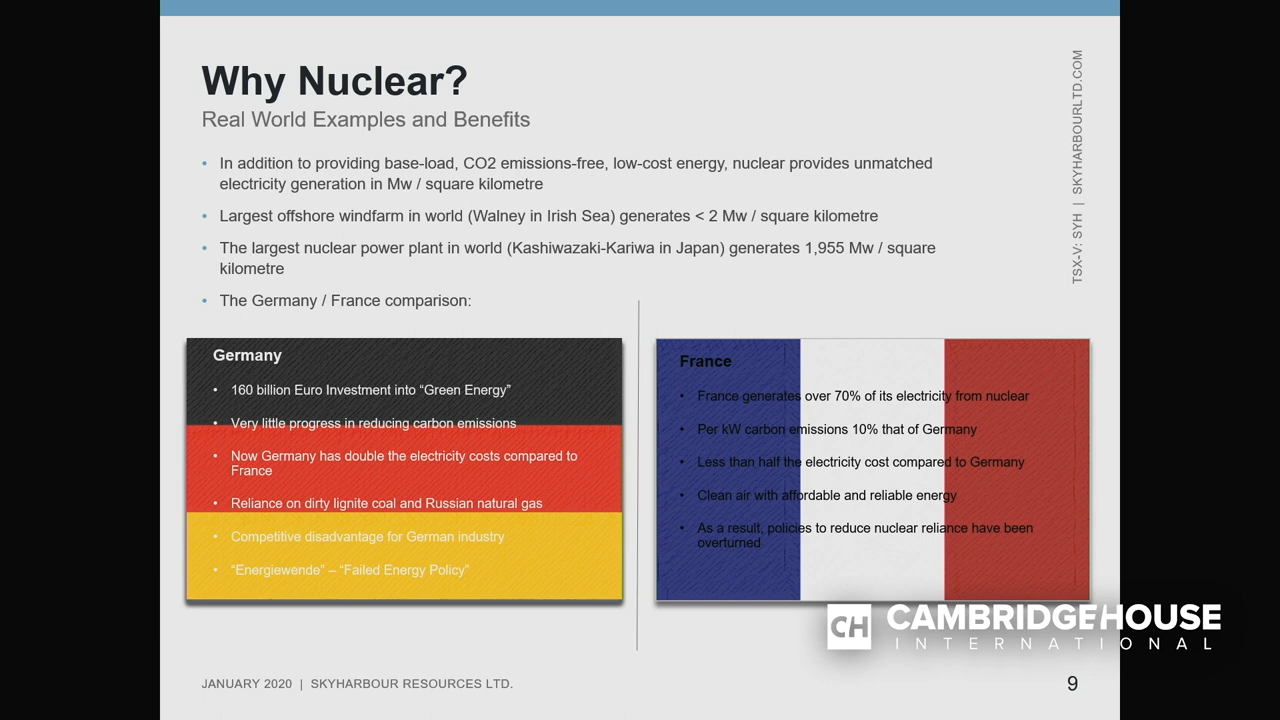 Why Nuclear?
Real World Examples and Benefits
• In addition to providing base-load, CO2 emissions-free, low-cost energy, nuclear provides unmatched
electricity generation in Mw / square kilometre
• Largest offshore windfarm in world (Walney in Irish Sea) generates < 2 Mw / square kilometre
• The largest nuclear power plant in world (Kashiwazaki-Kariwa in Japan) generates 1,955 Mw / square
kilometre
• The Germany / France comparison:
TSX-V: SYH | SKYHARBOURLTD.COM
Germany
• 160 billion Euro Investment into “Green Energy”
• Very little progress in reducing carbon emissions
• Now Germany has double the electricity costs compared to
France
• Reliance on dirty lignite coal and Russian natural gas
• Competitive disadvantage for German industry
• “Energiewende” – “Failed Energy Policy”
France
• France generates over 70% of its electricity from nuclear
• Per kW carbon emissions 10% that of Germany
• Less than half the electricity cost compared to Germany
• Clean air with affordable and reliable energy
• As a result, policies to reduce nuclear reliance have been
overturned
CH CAMBRIDGEHOUSE
INTERNATIONAL
JANUARY 2020 | SKYHARBOUR RESOURCES LTD.
9